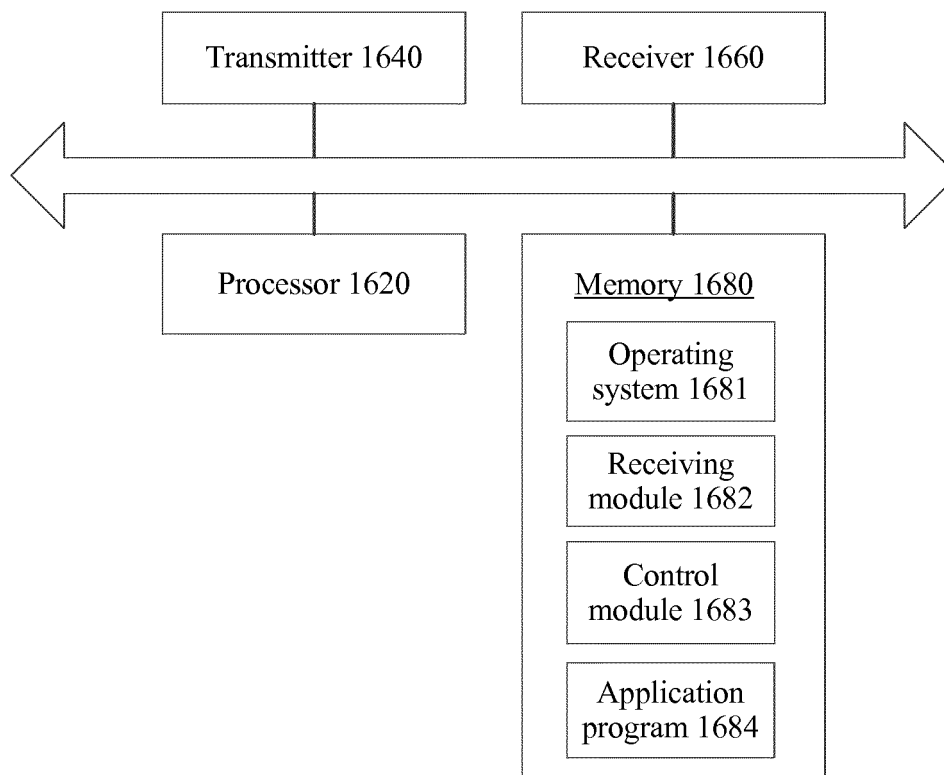 Transmitter 1640
Receiver 1660
Processor 1620
Memory 1680
Operating
system 1681
Receiving
module 1682
Control
module 1683
Application
program 1684